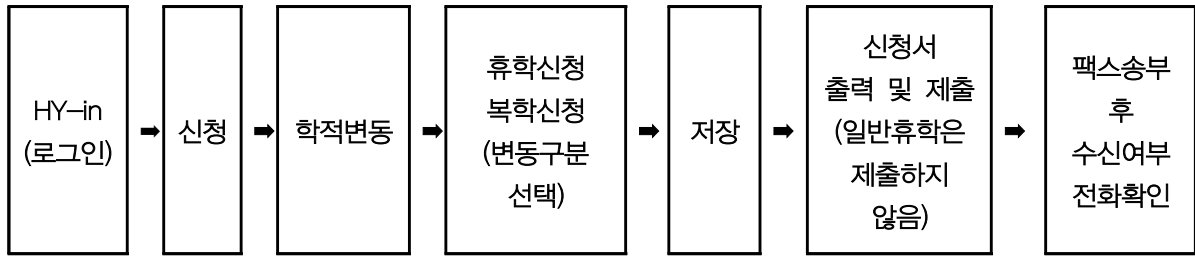 HY-in
(로그인)
➡
신청
➡
학적변동
➡
휴학신청
복학신청
(변동구분
선택)
➡
저장
➡
신청서
출력 및 제출
(일반휴학은
제출하지
않음)
➡
팩스송부
후
수신여부
전화확인